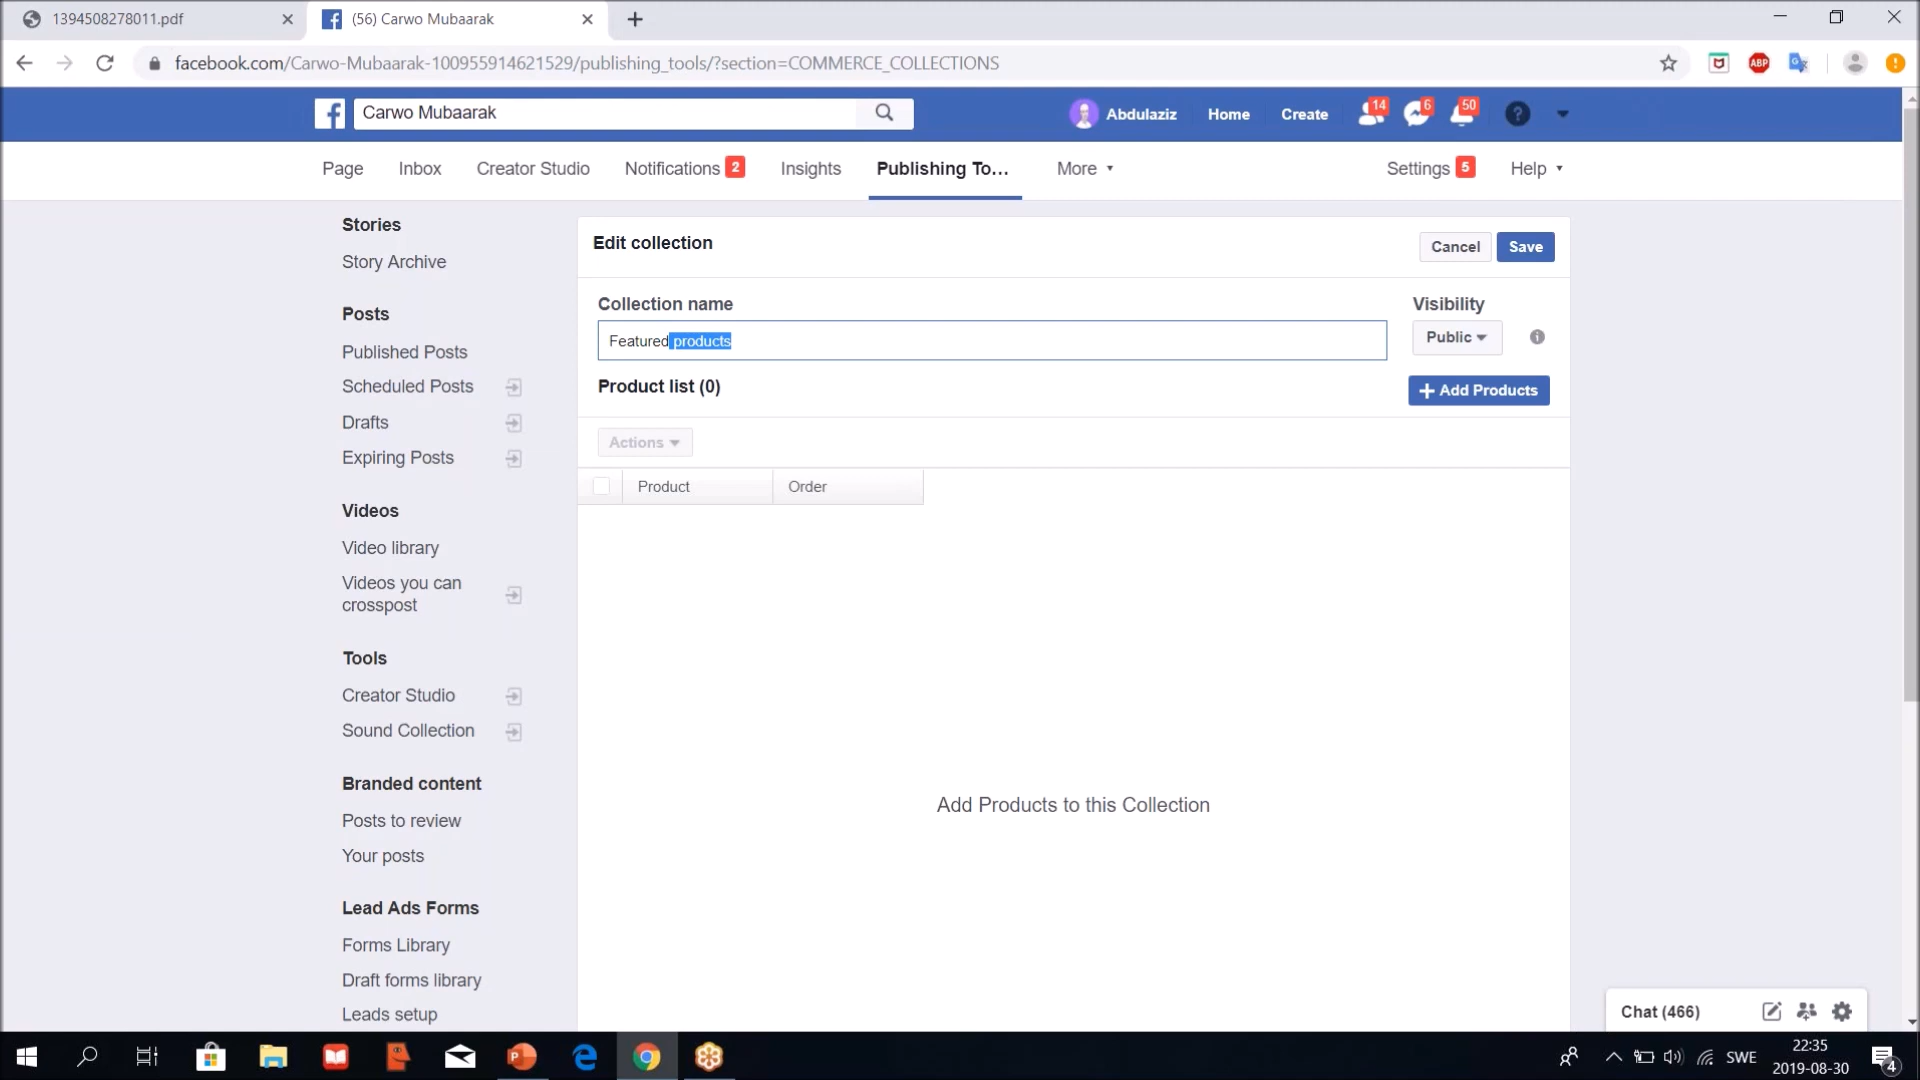 1394508278011.pdf
(56) Carwo Mubaarak
facebook.com/Carwo-Mubaarak-100955914621529/publishing_tools/?section=COMMERCE_COLLECTIONS
ABP
Carwo Mubaarak
Abdulaziz
Home
Create
14
6
50
Page
Inbox
Creator Studio
Notifications 2
Insights
Publishing To...
More
Settings 5
Help
Stories
Story Archive
Posts
Published Posts
Scheduled Posts
Drafts
Expiring Posts
Videos
Video library
Videos you can
crosspost
Tools
Creator Studio
Sound Collection
Branded content
Posts to review
Your posts
Lead Ads Forms
Forms Library
Draft forms library
Leads setup
Edit collection
Cancel
Save
Collection name
Visibility
Featured products
Public
Product list (0)
+ Add Products
Actions
Product
Order
Add Products to this Collection
Chat (466)
SWE
22:35
2019-08-30
4